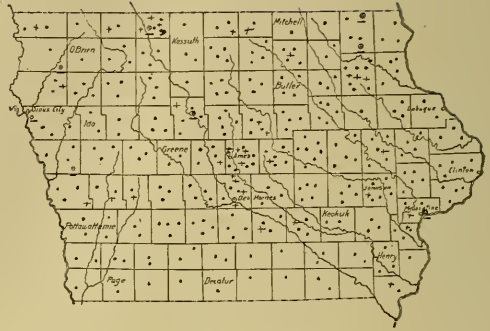 Mitchell
Kossuth
OBrien
Butler
Dubuque
Sioux City
Ida
Greene
Ames
Clinton
Johnson
Des Moines
Muscatine
Keokuk
Pottawattamie
Henry
Page
Decatur